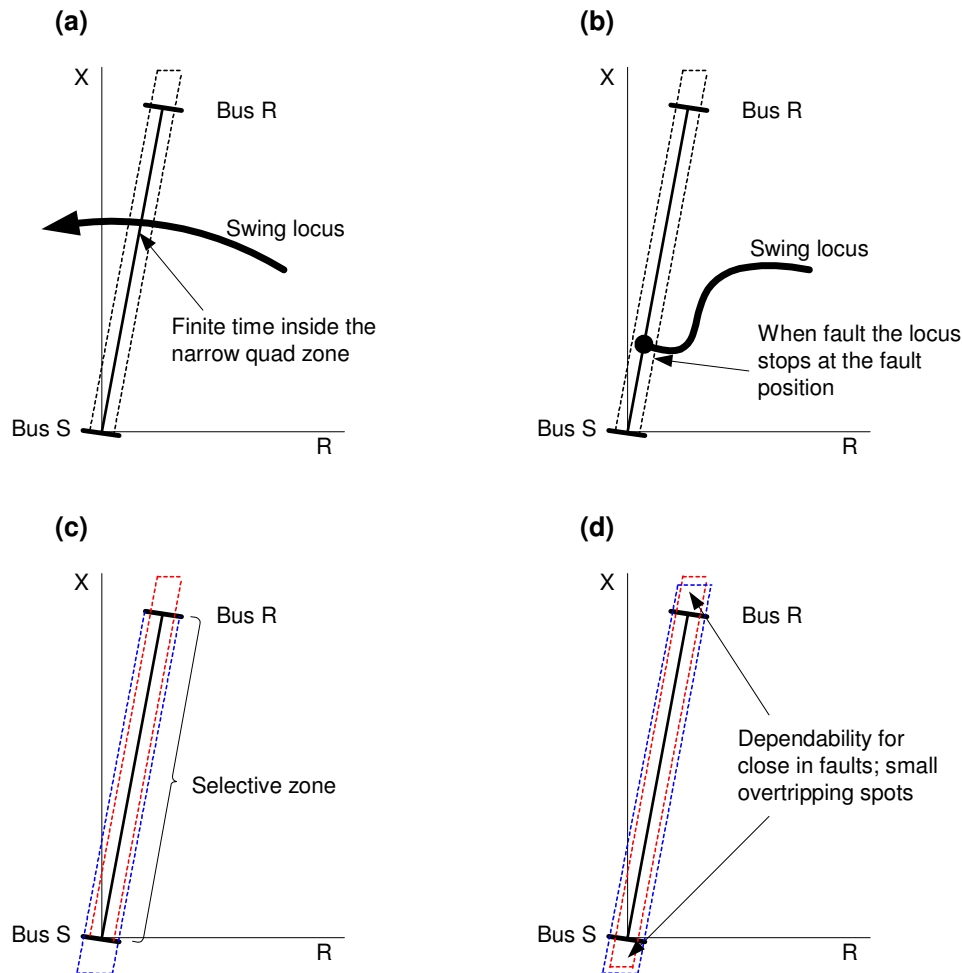 (a)
X
Bus R
Swing locus
Finite time inside the
narrow quad zone
Bus S
R
(b)
X
Bus R
Swing locus
When fault the locus
stops at the fault
position
Bus S
R
(c)
X
Bus R
Selective zone
Bus S
R
(d)
X
Bus R
Dependability for
close in faults; small
overtripping spots
Bus S
R